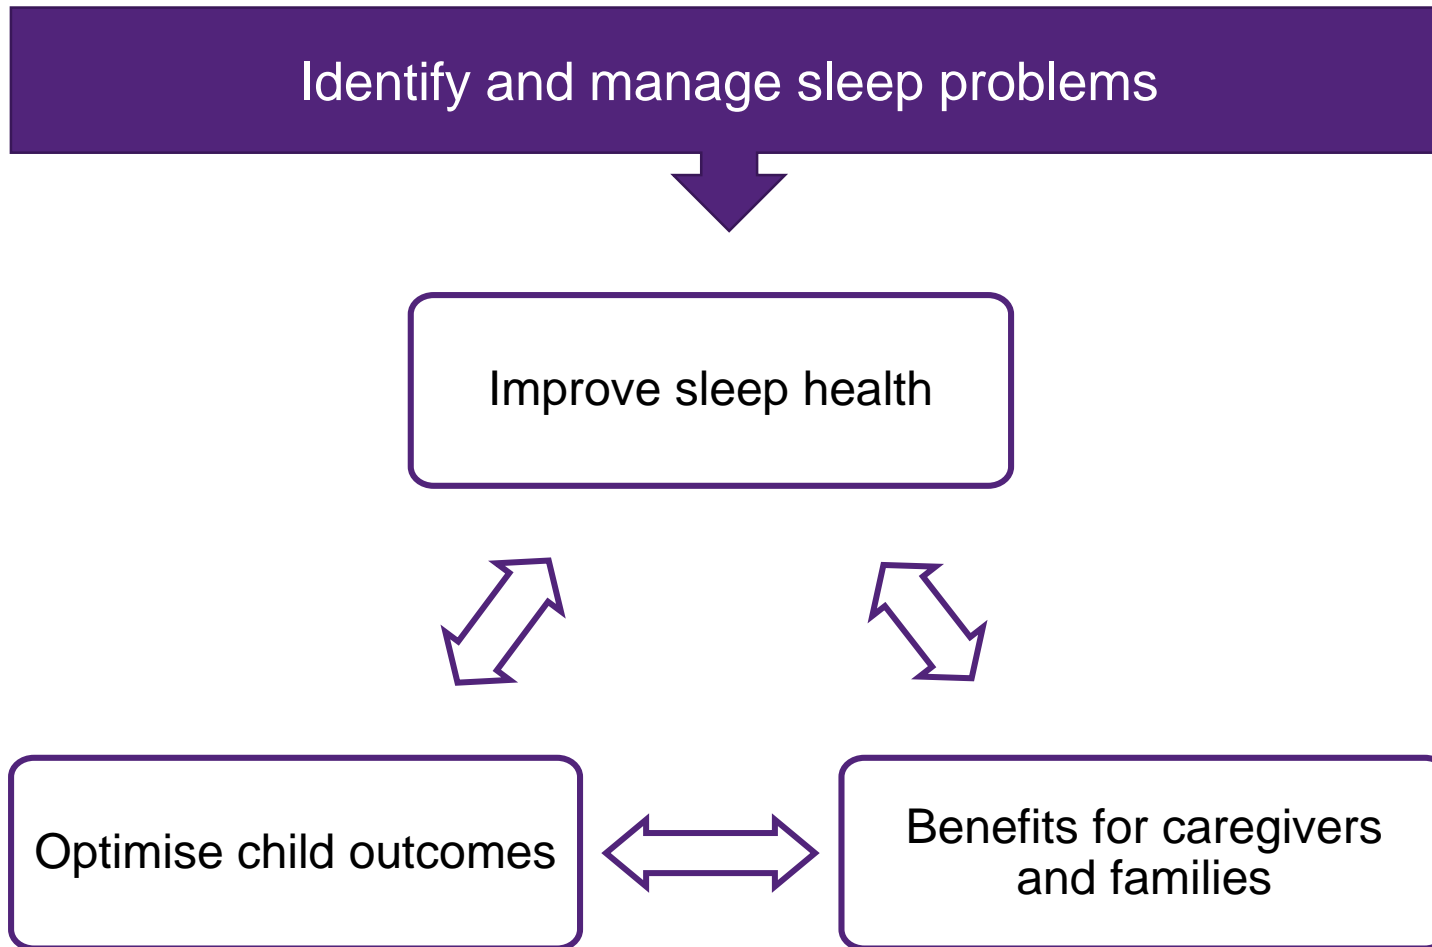 Identify and manage sleep problems
Improve sleep health
Optimise child outcomes
Benefits for caregivers
and families